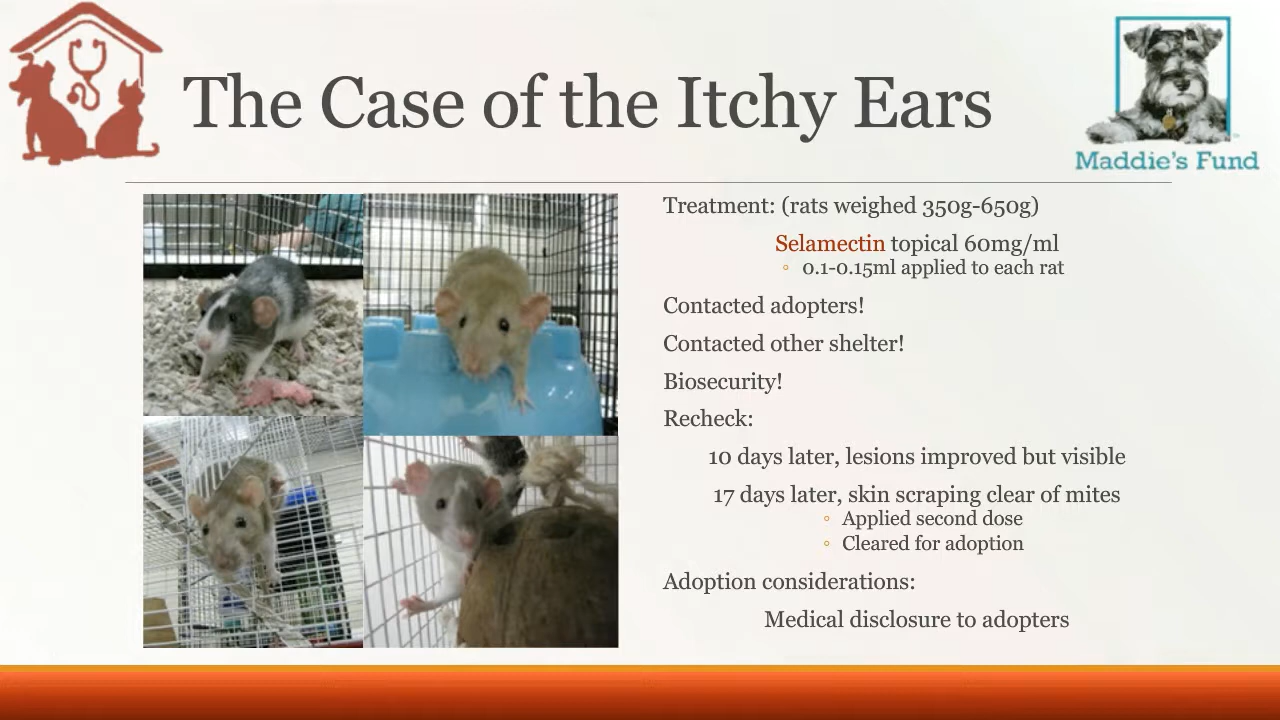 The Case of the Itchy Ears
Maddie's Fund
Treatment: (rats weighed 350g-650g)
Selamectin topical 60mg/ml
◦ 0.1-0.15ml applied to each rat
Contacted adopters!
Contacted other shelter!
Biosecurity!
Recheck:
10 days later, lesions improved but visible
17 days later, skin scraping clear of mites
◦ Applied second dose
◦ Cleared for adoption
Adoption considerations:
Medical disclosure to adopters